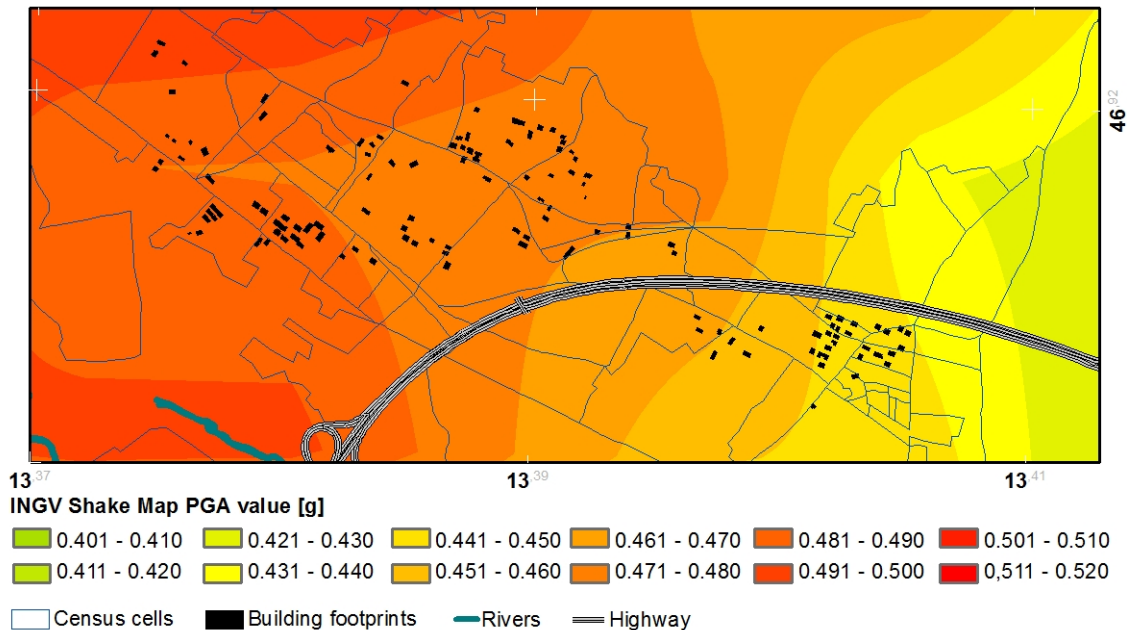 46 .92
13 .37 13 .39 13 .41
INGV Shake Map PGA value [g]
0.401 - 0.410 0.421 - 0.430 0.441 - 0.450 0.461 - 0.470 0.481 - 0.490 0.501 - 0.510
0.411 - 0.420 0.431 - 0.440 0.451 - 0.460 0.471 - 0.480 0.491 - 0.500 0,511 - 0.520
Census cells Building footprints Rivers Highway